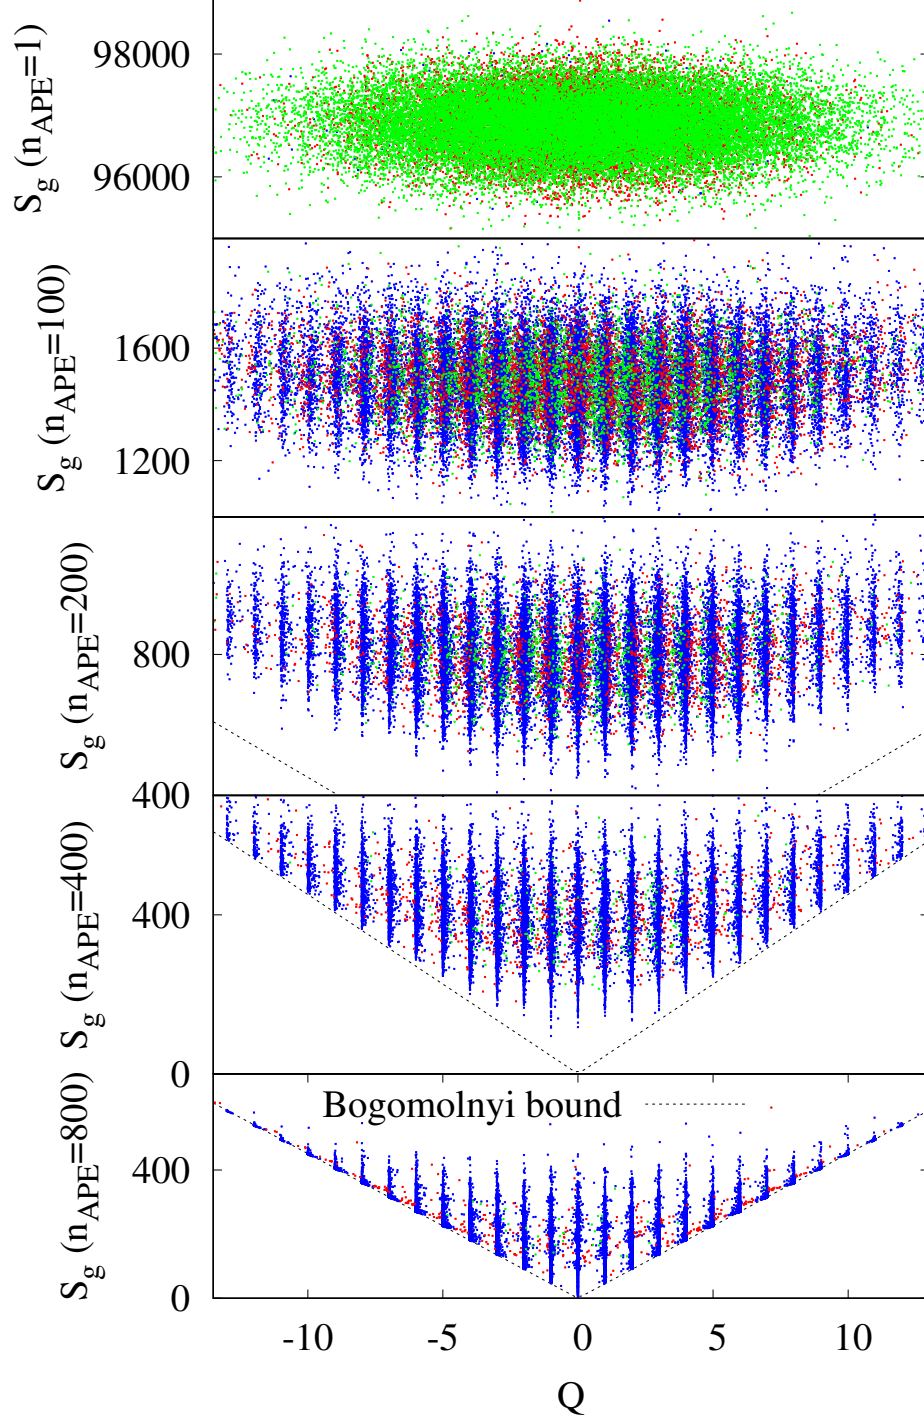 S_g (n_APE=1)
98000
96000
S_g (n_APE=100)
1600
1200
S_g (n_APE=200)
800
400
S_g (n_APE=400)
400
0
S_g (n_APE=800)
Bogomolnyi bound
400
0
-10 -5 0 5 10
Q